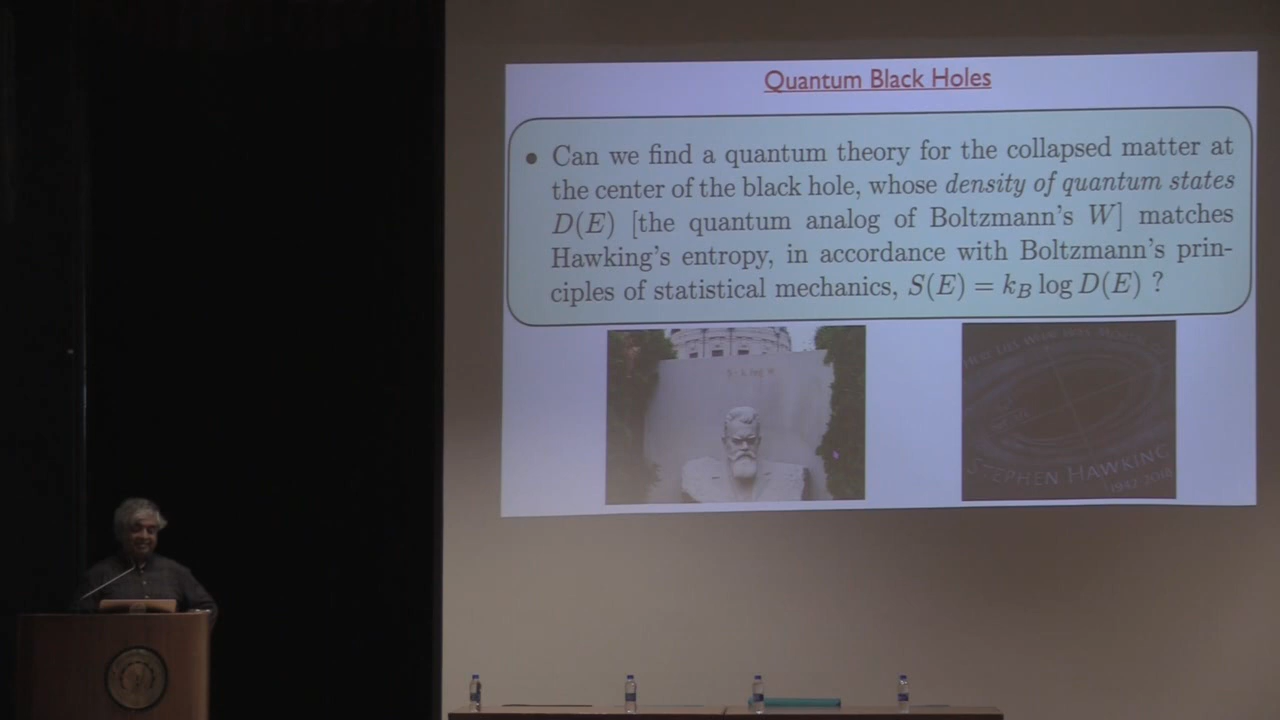 Quantum Black Holes
• Can we find a quantum theory for the collapsed matter at
the center of the black hole, whose density of quantum states
D(E) [the quantum analog of Boltzmann's W] matches
Hawking's entropy, in accordance with Boltzmann's prin-
ciples of statistical mechanics, S(E) = k_B log D(E) ?
STEPHEN HAWKING
1942 2018